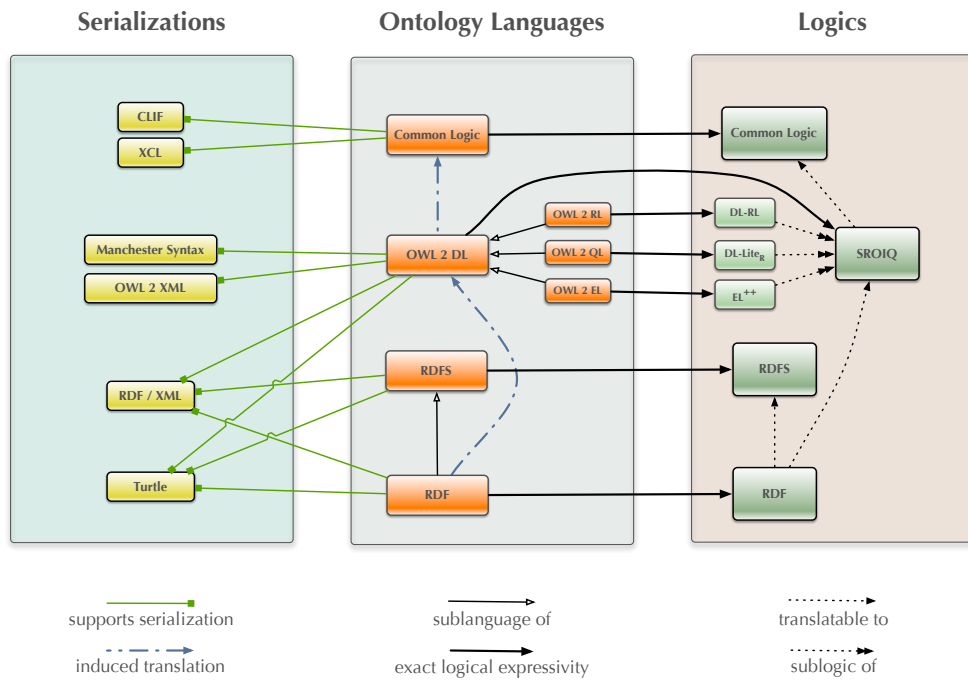 Serializations
Ontology Languages
Logics
CLIF
XCL
Common Logic
Common Logic
OWL 2 RL
DL-RL
Manchester Syntax
OWL 2 DL
OWL 2 QL
DL-LiteR
SROIQ
OWL 2 XML
OWL 2 EL
EL++
RDFS
RDFS
RDF / XML
Turtle
RDF
RDF
supports serialization
sublanguage of
translatable to
induced translation
exact logical expressivity
sublogic of